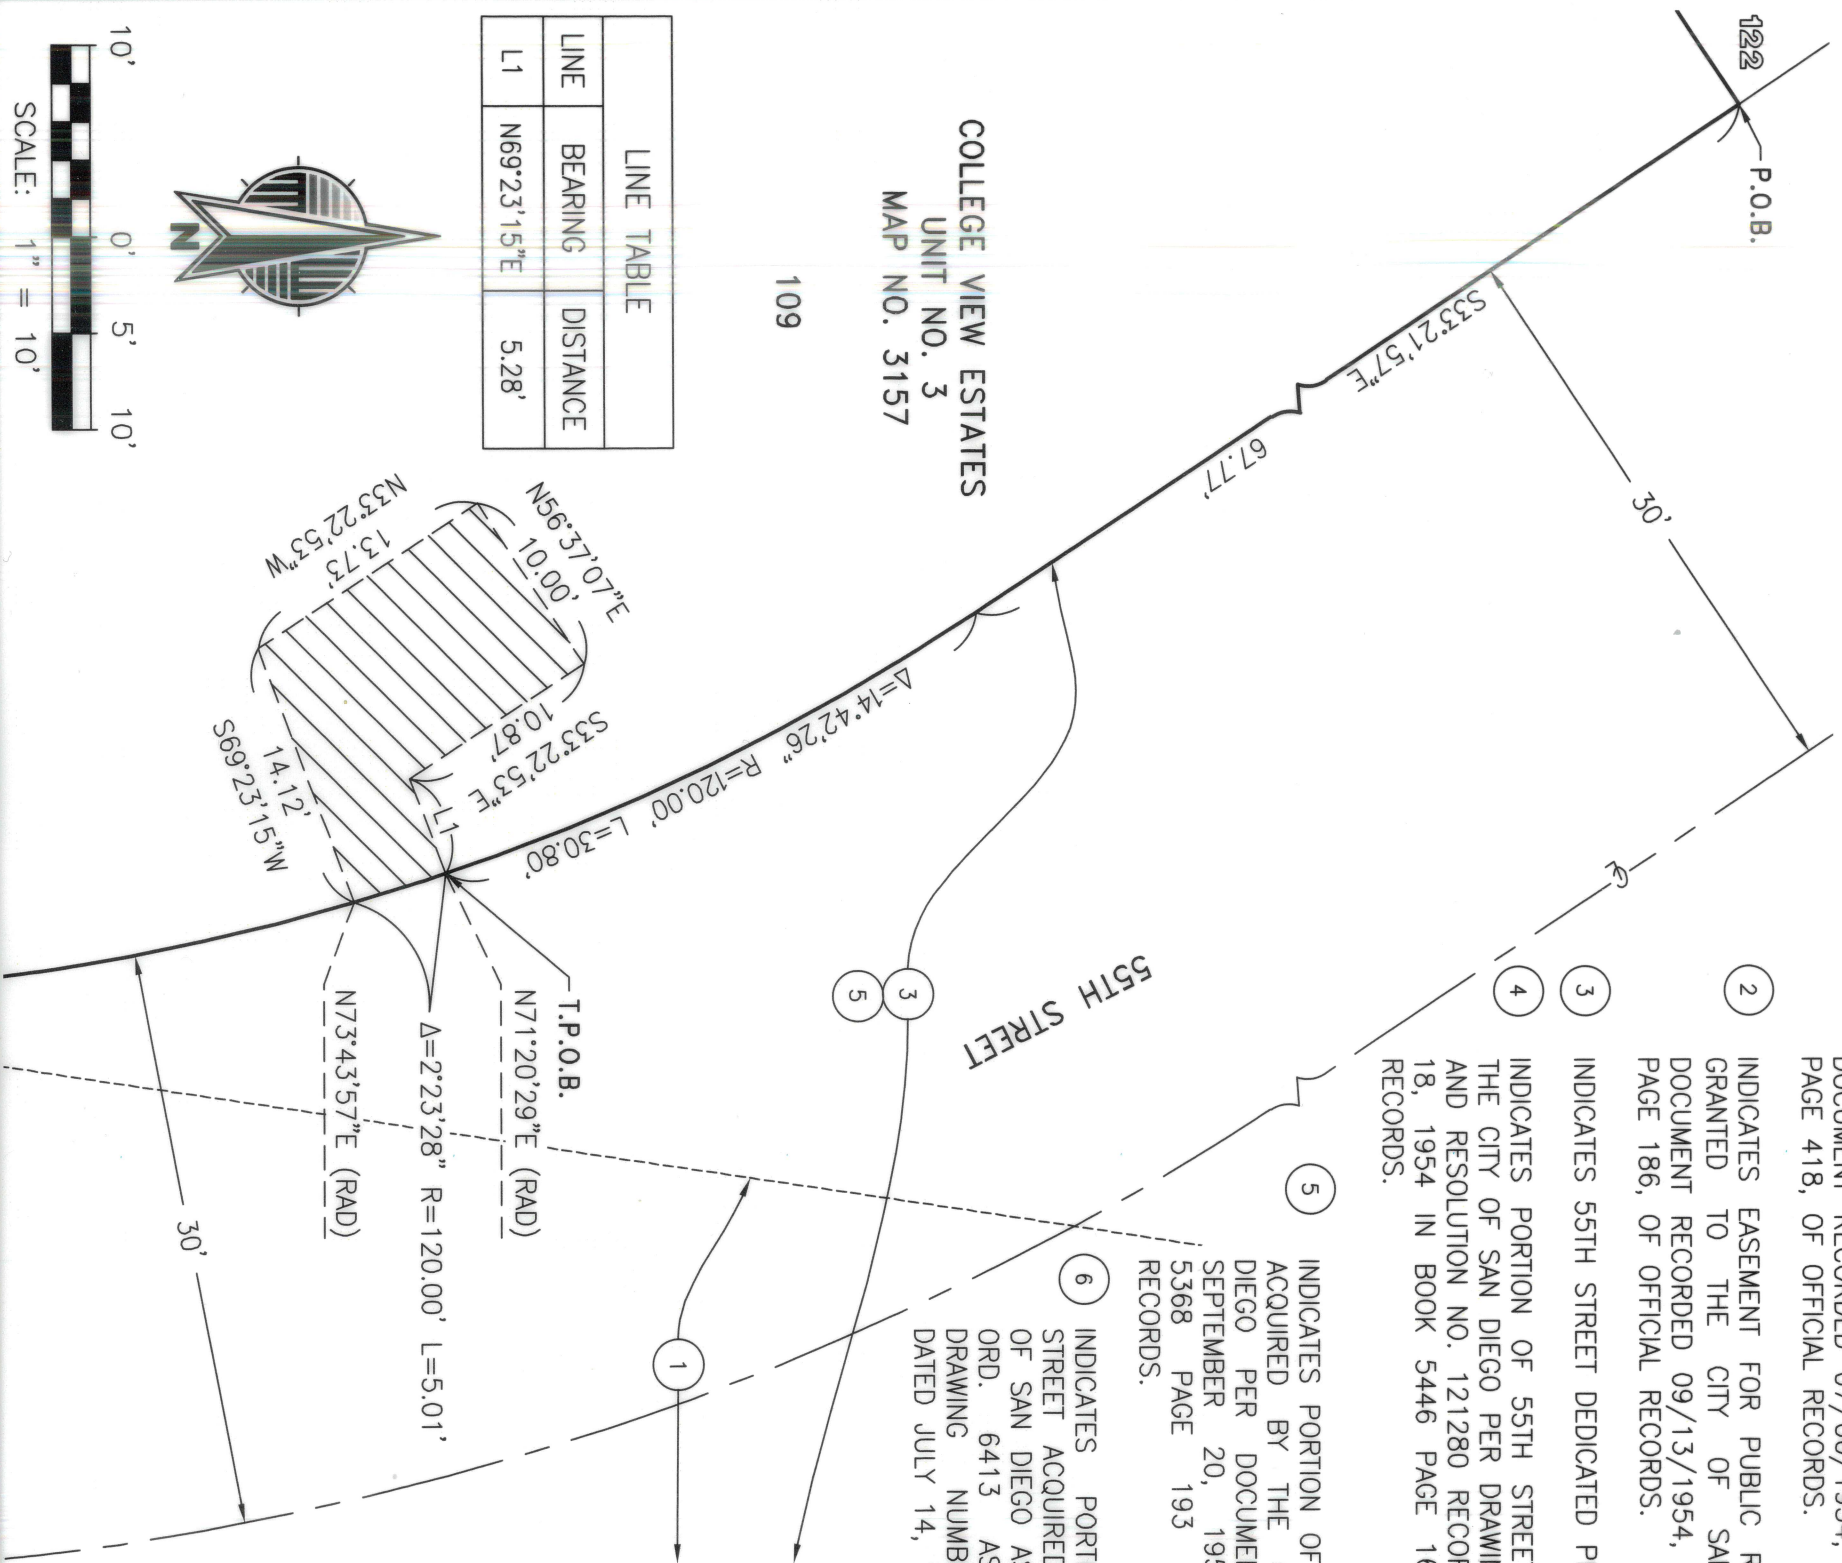 1222
P.O.B.
S33°21'57"E
67.77'
30'
COLLEGE VIEW ESTATES
UNIT NO. 3
MAP NO. 3157
109
LINE TABLE
LINE BEARING DISTANCE
L1 N69°23'15"E 5.28'
N
10' 0' 5' 10'
SCALE: 1" = 10'
N56°37'07"E
10.00'
N33°22'53"W
13.73'
S33°22'53"E
10.87'
L1
S69°23'15"W
14.12'
Δ=14°42'26" R=120.00' L=30.80'
T.P.O.B.
N71°20'29"E (RAD)
Δ=2°23'28" R=120.00' L=5.01'
N73°43'57"E (RAD)
30'
55TH STREET
3
5
1
℄
PAGE 418, OF OFFICIAL RECORDS.
2 INDICATES EASEMENT FOR PUBLIC
GRANTED TO THE CITY OF
DOCUMENT RECORDED 09/13/1954,
PAGE 186, OF OFFICIAL RECORDS.
3 INDICATES 55TH STREET DEDICATED
4 INDICATES PORTION OF 55TH STREET
THE CITY OF SAN DIEGO PER
AND RESOLUTION NO. 121280
18, 1954 IN BOOK 5446 PAGE
RECORDS.
5 INDICATES PORTION OF
ACQUIRED BY THE
DIEGO PER
SEPTEMBER 20,
5368 PAGE 193
RECORDS.
6 INDICATES
STREET ACQUIRED
OF SAN DIEGO
ORD. 6413
DRAWING
DATED JULY 14,